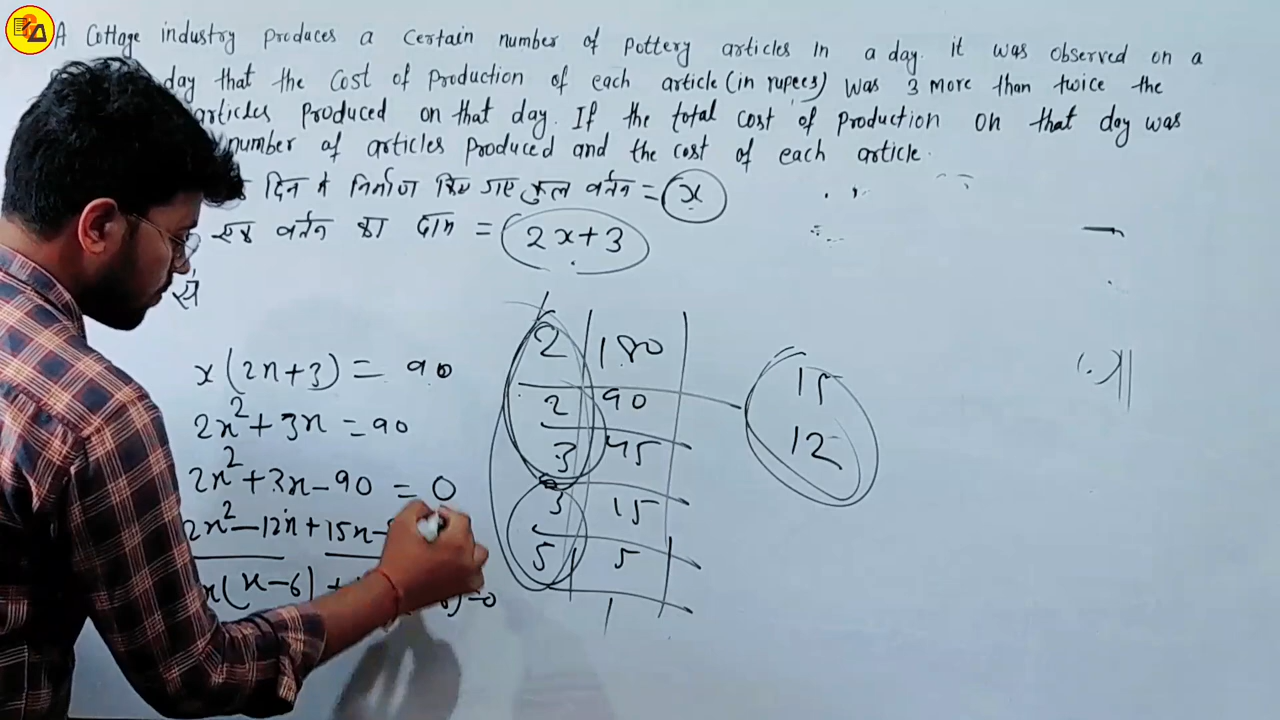 A Cottage industry produces a certain number of pottery articles in a day. it was observed on a
day that the cost of production of each article (in rupees) was 3 more than twice the
articles produced on that day. If the total cost of production on that day was
number of articles produced and the cost of each article.
दिन में निर्माण किए गए कुल बर्तन = x
एक बर्तन का दाम = 2x+3
से
x(2x+3) = 90
2x²+3x = 90
2x²+3x-90 = 0
2x²-12x+15x-
x(x-6)+
)=0
2 | 180
2 | 90
3 | 45
3 | 15
5 | 5
1
15
12